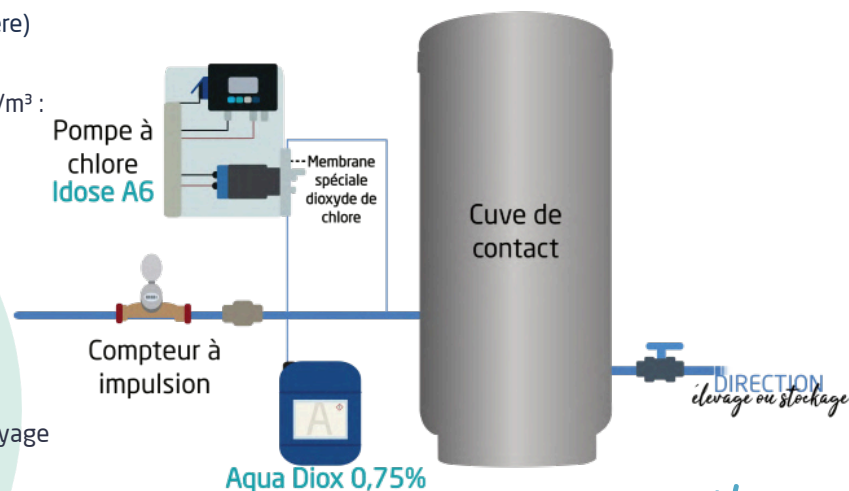 ère)
/m³ :
Pompe à
chlore
Idose A6
Membrane
spéciale
dioxyde de
chlore
Cuve de
contact
Compteur à
impulsion
DIRECTION
élevage ou stockage
yage
A
Aqua Diox 0,75%